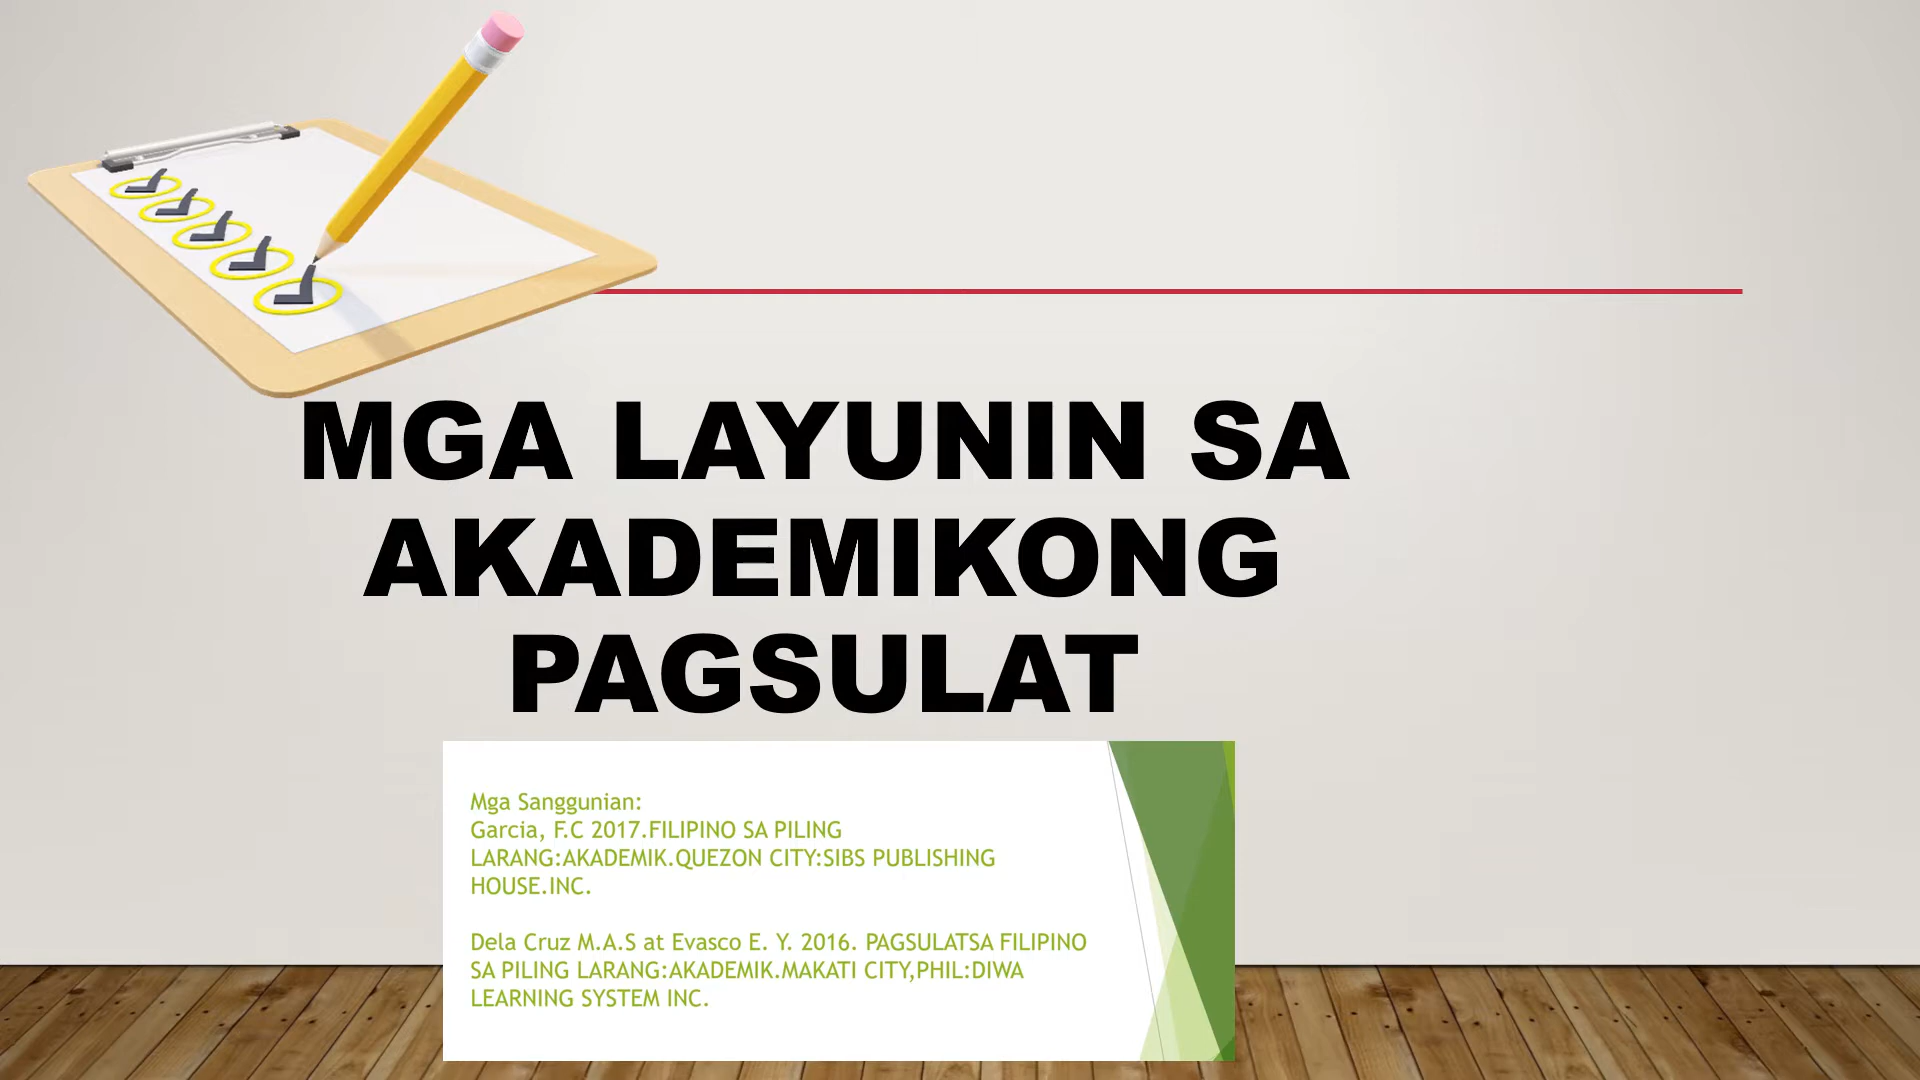 MGA LAYUNIN SA
AKADEMIKONG
PAGSULAT
Mga Sanggunian:
Garcia, F.C 2017.FILIPINO SA PILING
LARANG:AKADEMIK.QUEZON CITY:SIBS PUBLISHING
HOUSE.INC.
Dela Cruz M.A.S at Evasco E. Y. 2016. PAGSULATSA FILIPINO
SA PILING LARANG:AKADEMIK.MAKATI CITY,PHIL:DIWA
LEARNING SYSTEM INC.